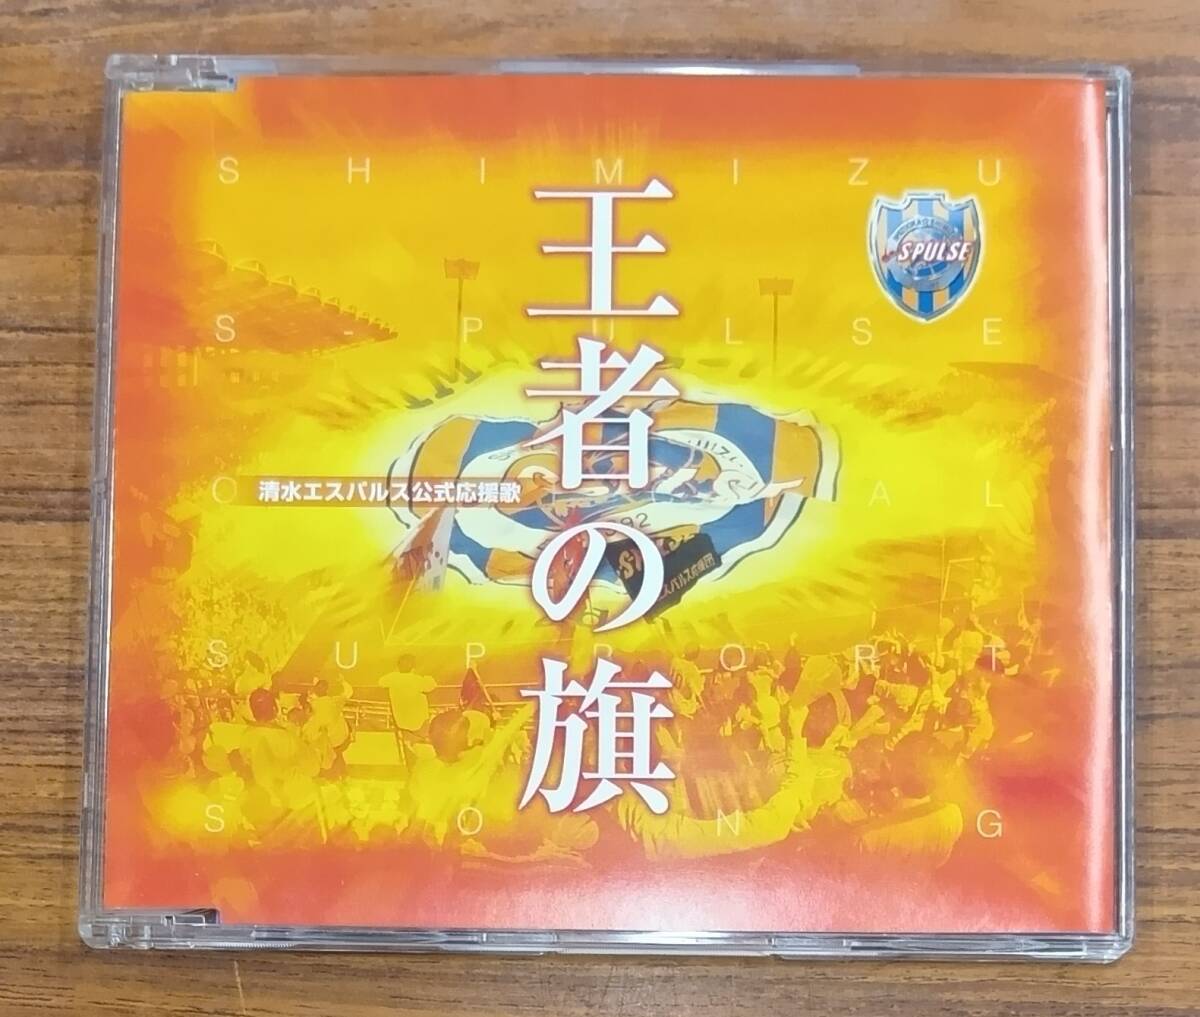 SHIMIZU
S-PULSE
OFFICIAL
SUPPORT
SONG
王者の旗
清水エスパルス公式応援歌
S-PULSE